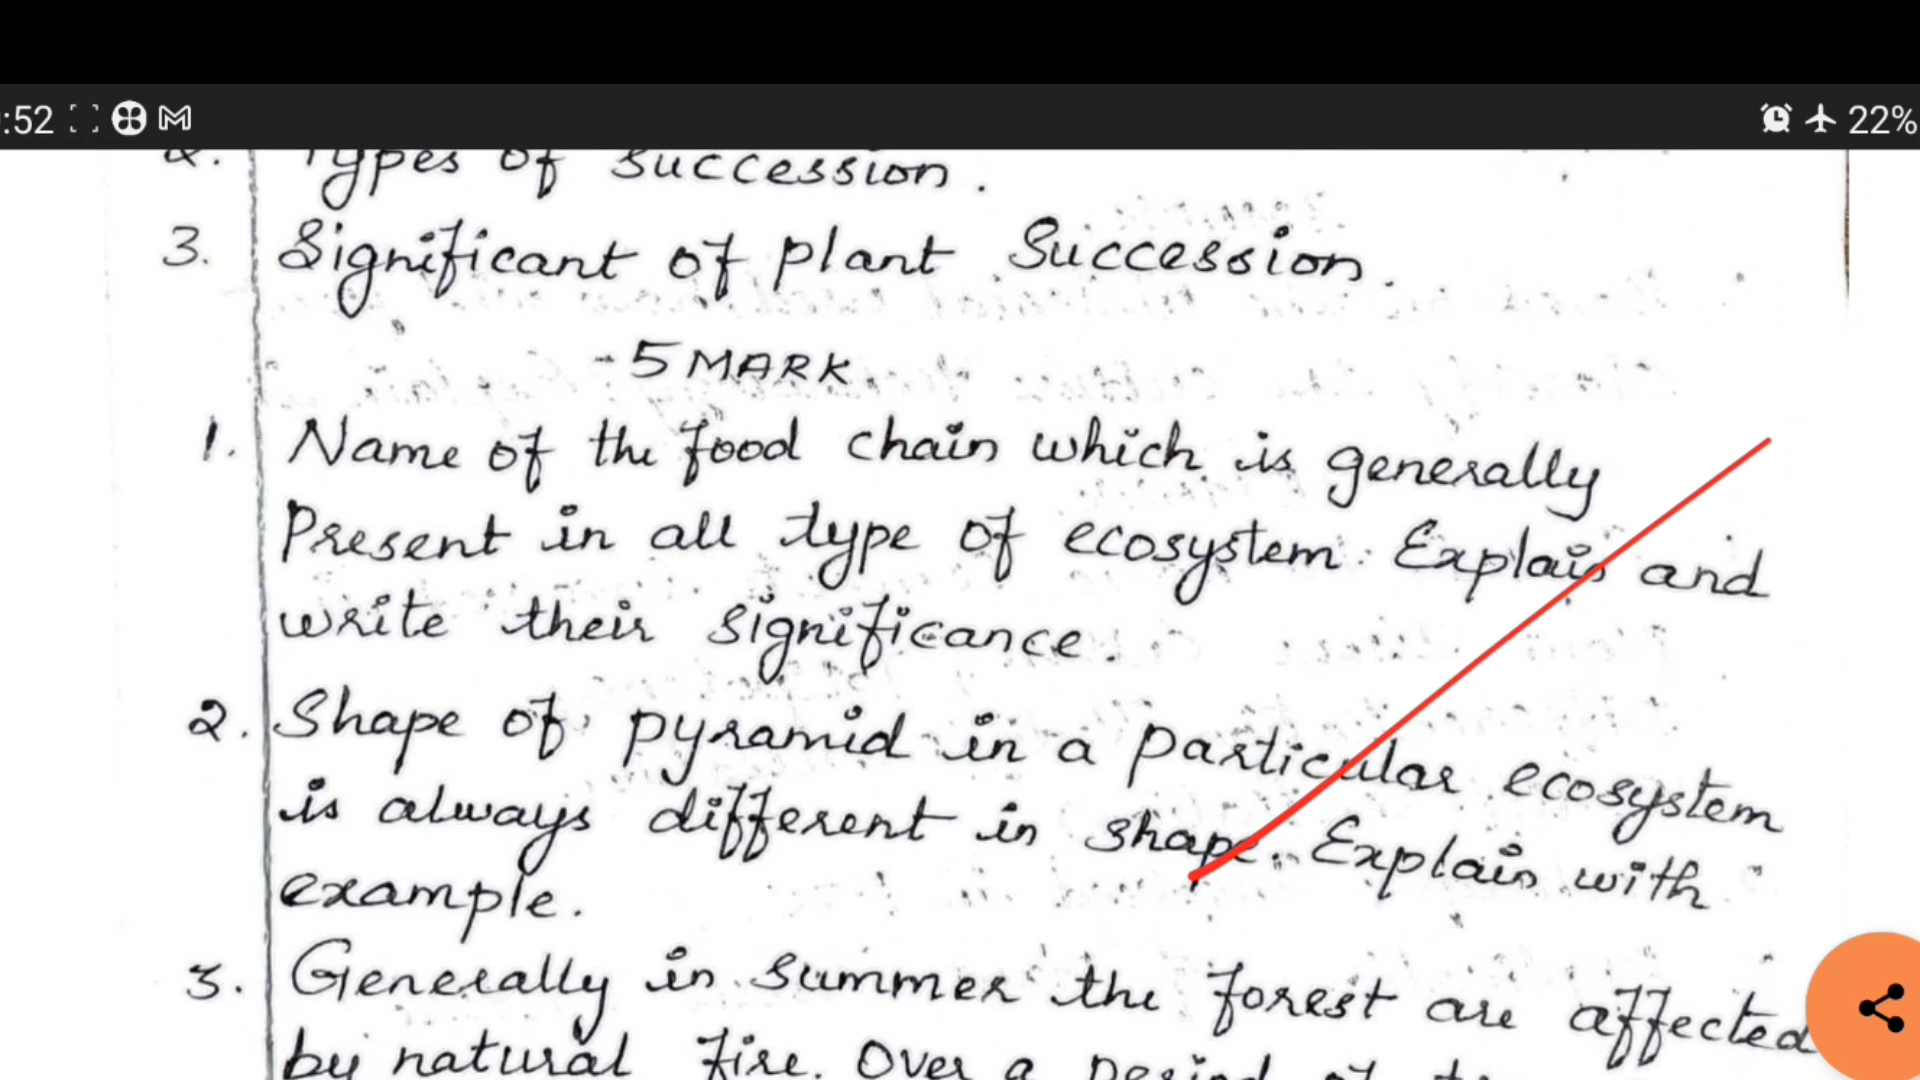 :52 22%
2. Types of Succession.
3. Significant of plant Succession.
- 5 MARK
1. Name of the food chain which is generally
Present in all type of ecosystem. Explain and
write their significance.
2. Shape of pyramid in a particular ecosystem
is always different in shape. Explain with
example.
3. Generally in summer the forest are affected
by natural fire. Over a period of